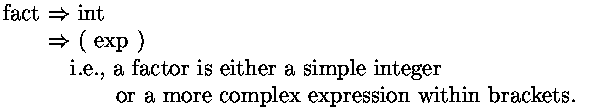 fact ⇒ int
⇒ ( exp )
i.e., a factor is either a simple integer
or a more complex expression within brackets.